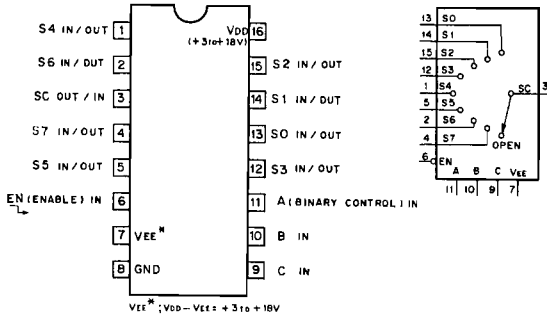 S4 IN/OUT 1
S6 IN/DUT 2
SC OUT/IN 3
S7 IN/OUT 4
S5 IN/OUT 5
EN (ENABLE) IN 6
7 VEE*
8 GND
VDD 16
(+3 to +18V)
15 S2 IN/OUT
14 S1 IN/DUT
13 S0 IN/OUT
12 S3 IN/OUT
11 A (BINARY CONTROL) IN
10 B IN
9 C IN
VEE* ; VDD - VEE = +3 TO +18V
13 S0
14 S1
15 S2
12 S3
1 S4
5 S5
2 S6
4 S7
SC 3
OPEN
6 EN
A B C VEE
11 10 9 7